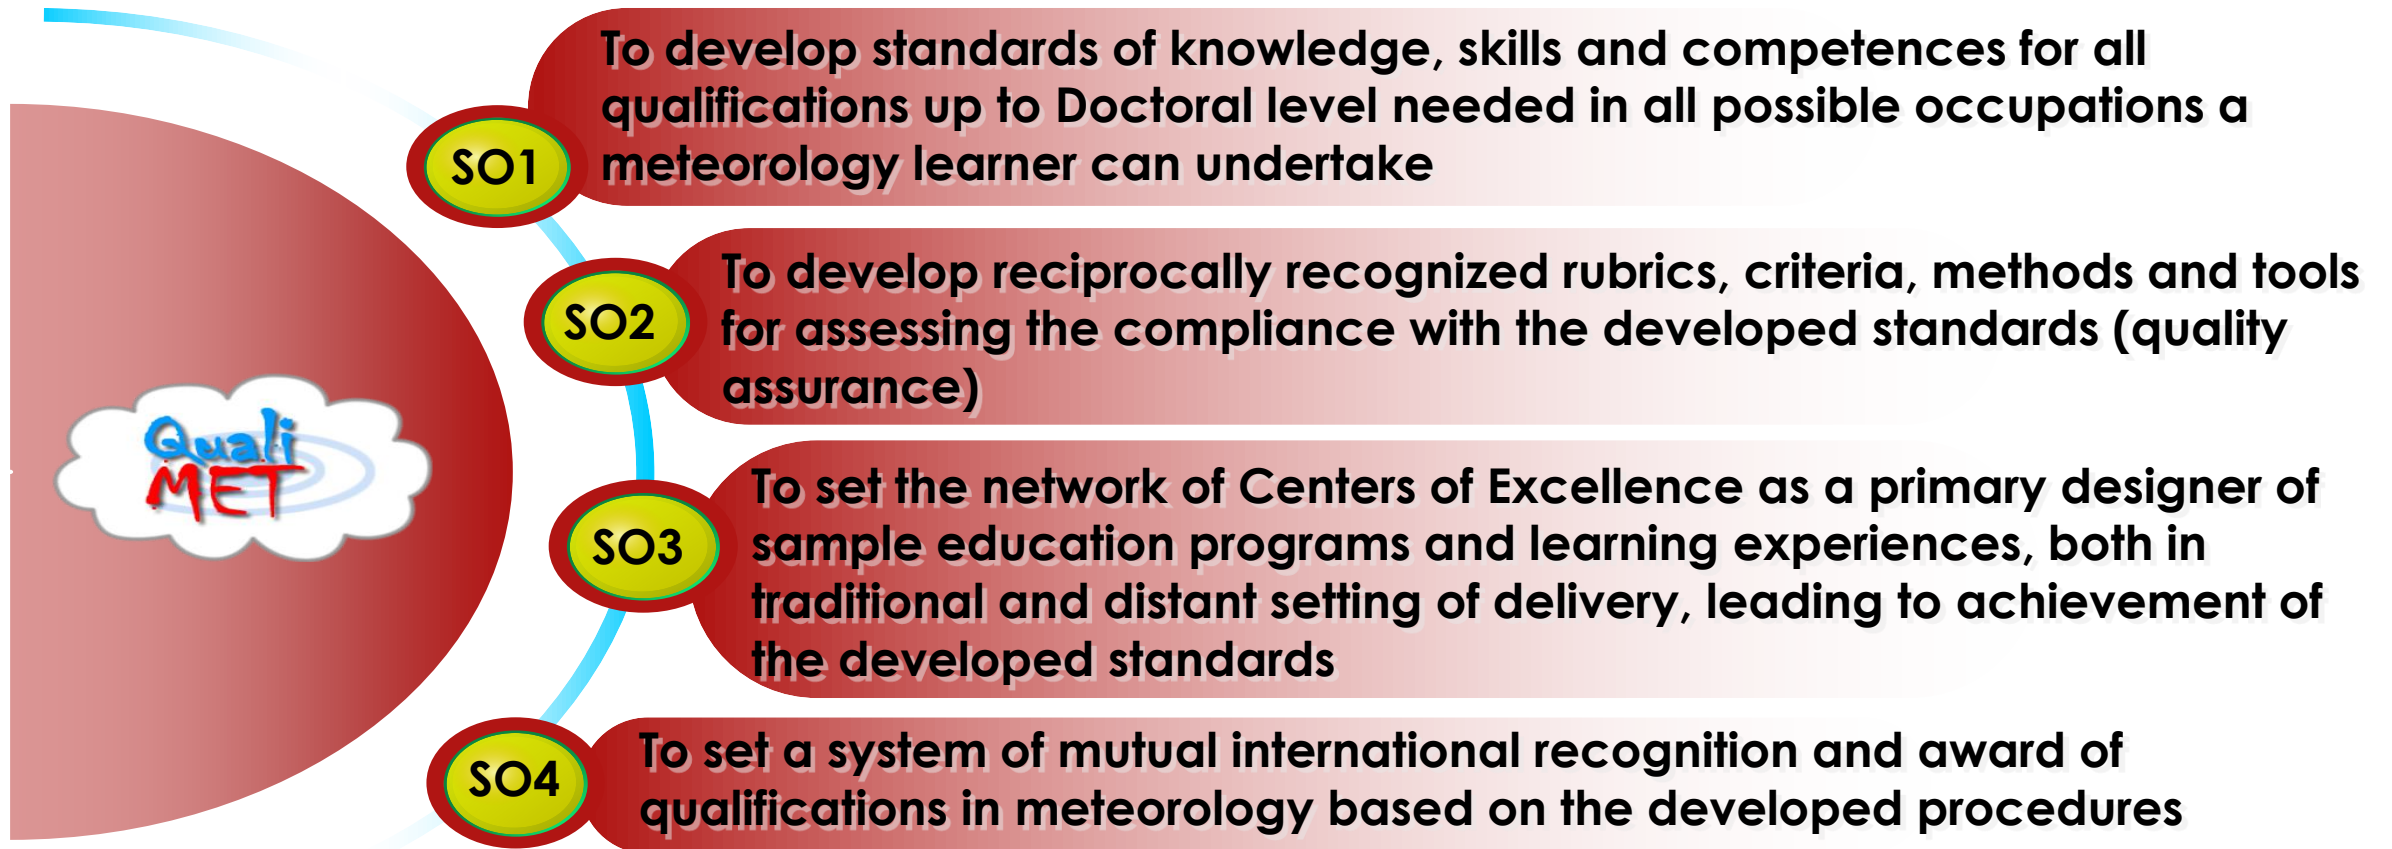 To develop standards of knowledge, skills and competences for all
qualifications up to Doctoral level needed in all possible occupations a
meteorology learner can undertake
SO1
To develop reciprocally recognized rubrics, criteria, methods and tools
for assessing the compliance with the developed standards (quality
assurance)
SO2
Quali
MET
To set the network of Centers of Excellence as a primary designer of
sample education programs and learning experiences, both in
traditional and distant setting of delivery, leading to achievement of
the developed standards
SO3
To set a system of mutual international recognition and award of
qualifications in meteorology based on the developed procedures
SO4